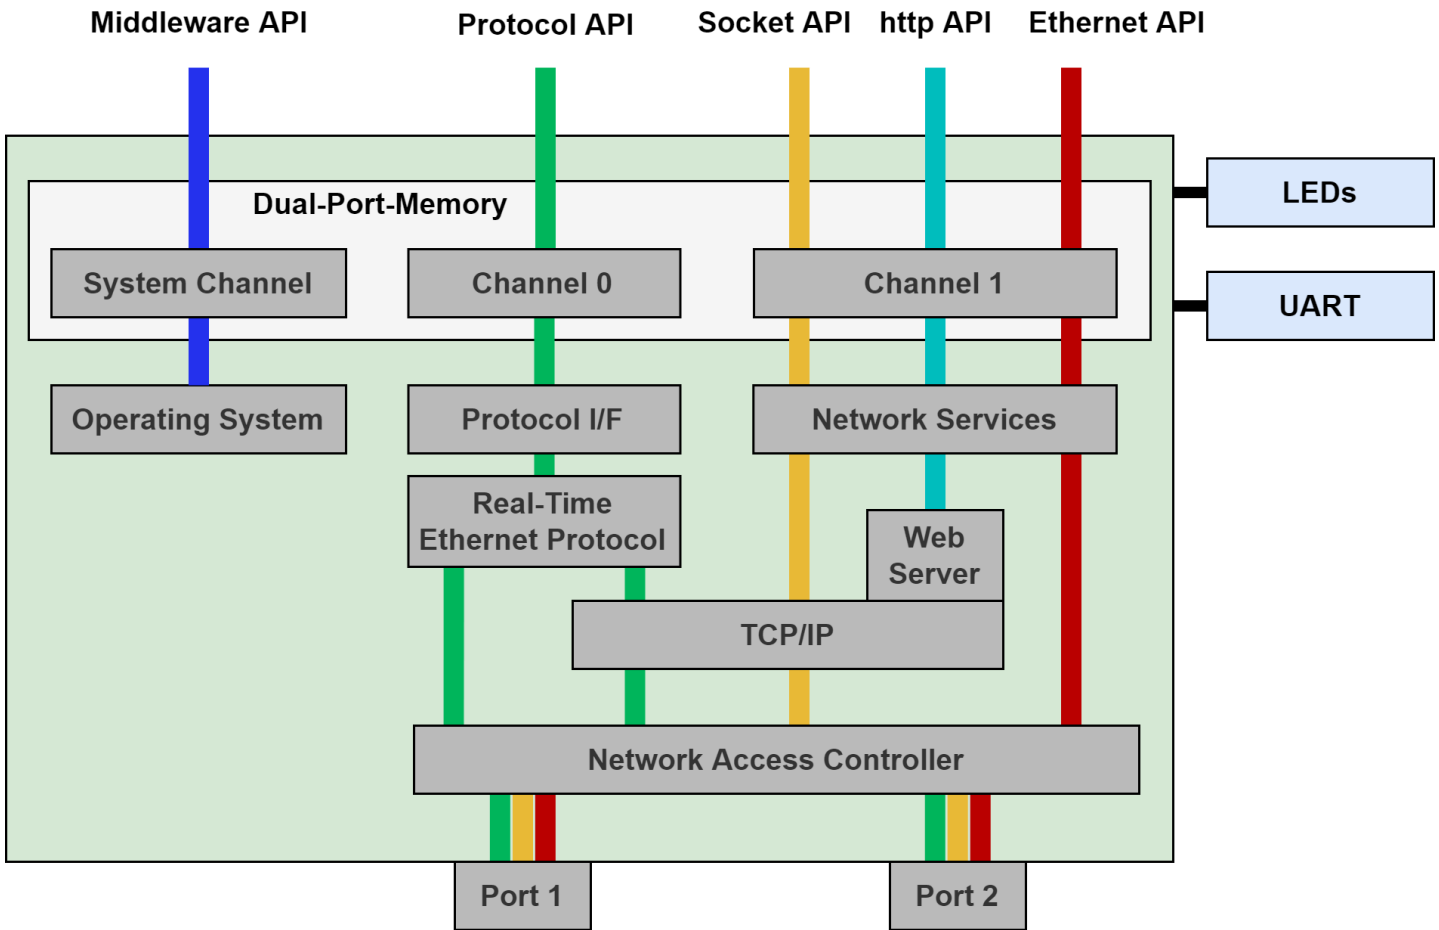 Middleware API
Protocol API
Socket API
http API
Ethernet API
Dual-Port-Memory
LEDs
System Channel
Channel 0
Channel 1
UART
Operating System
Protocol I/F
Network Services
Real-Time
Ethernet Protocol
Web
Server
TCP/IP
Network Access Controller
Port 1
Port 2